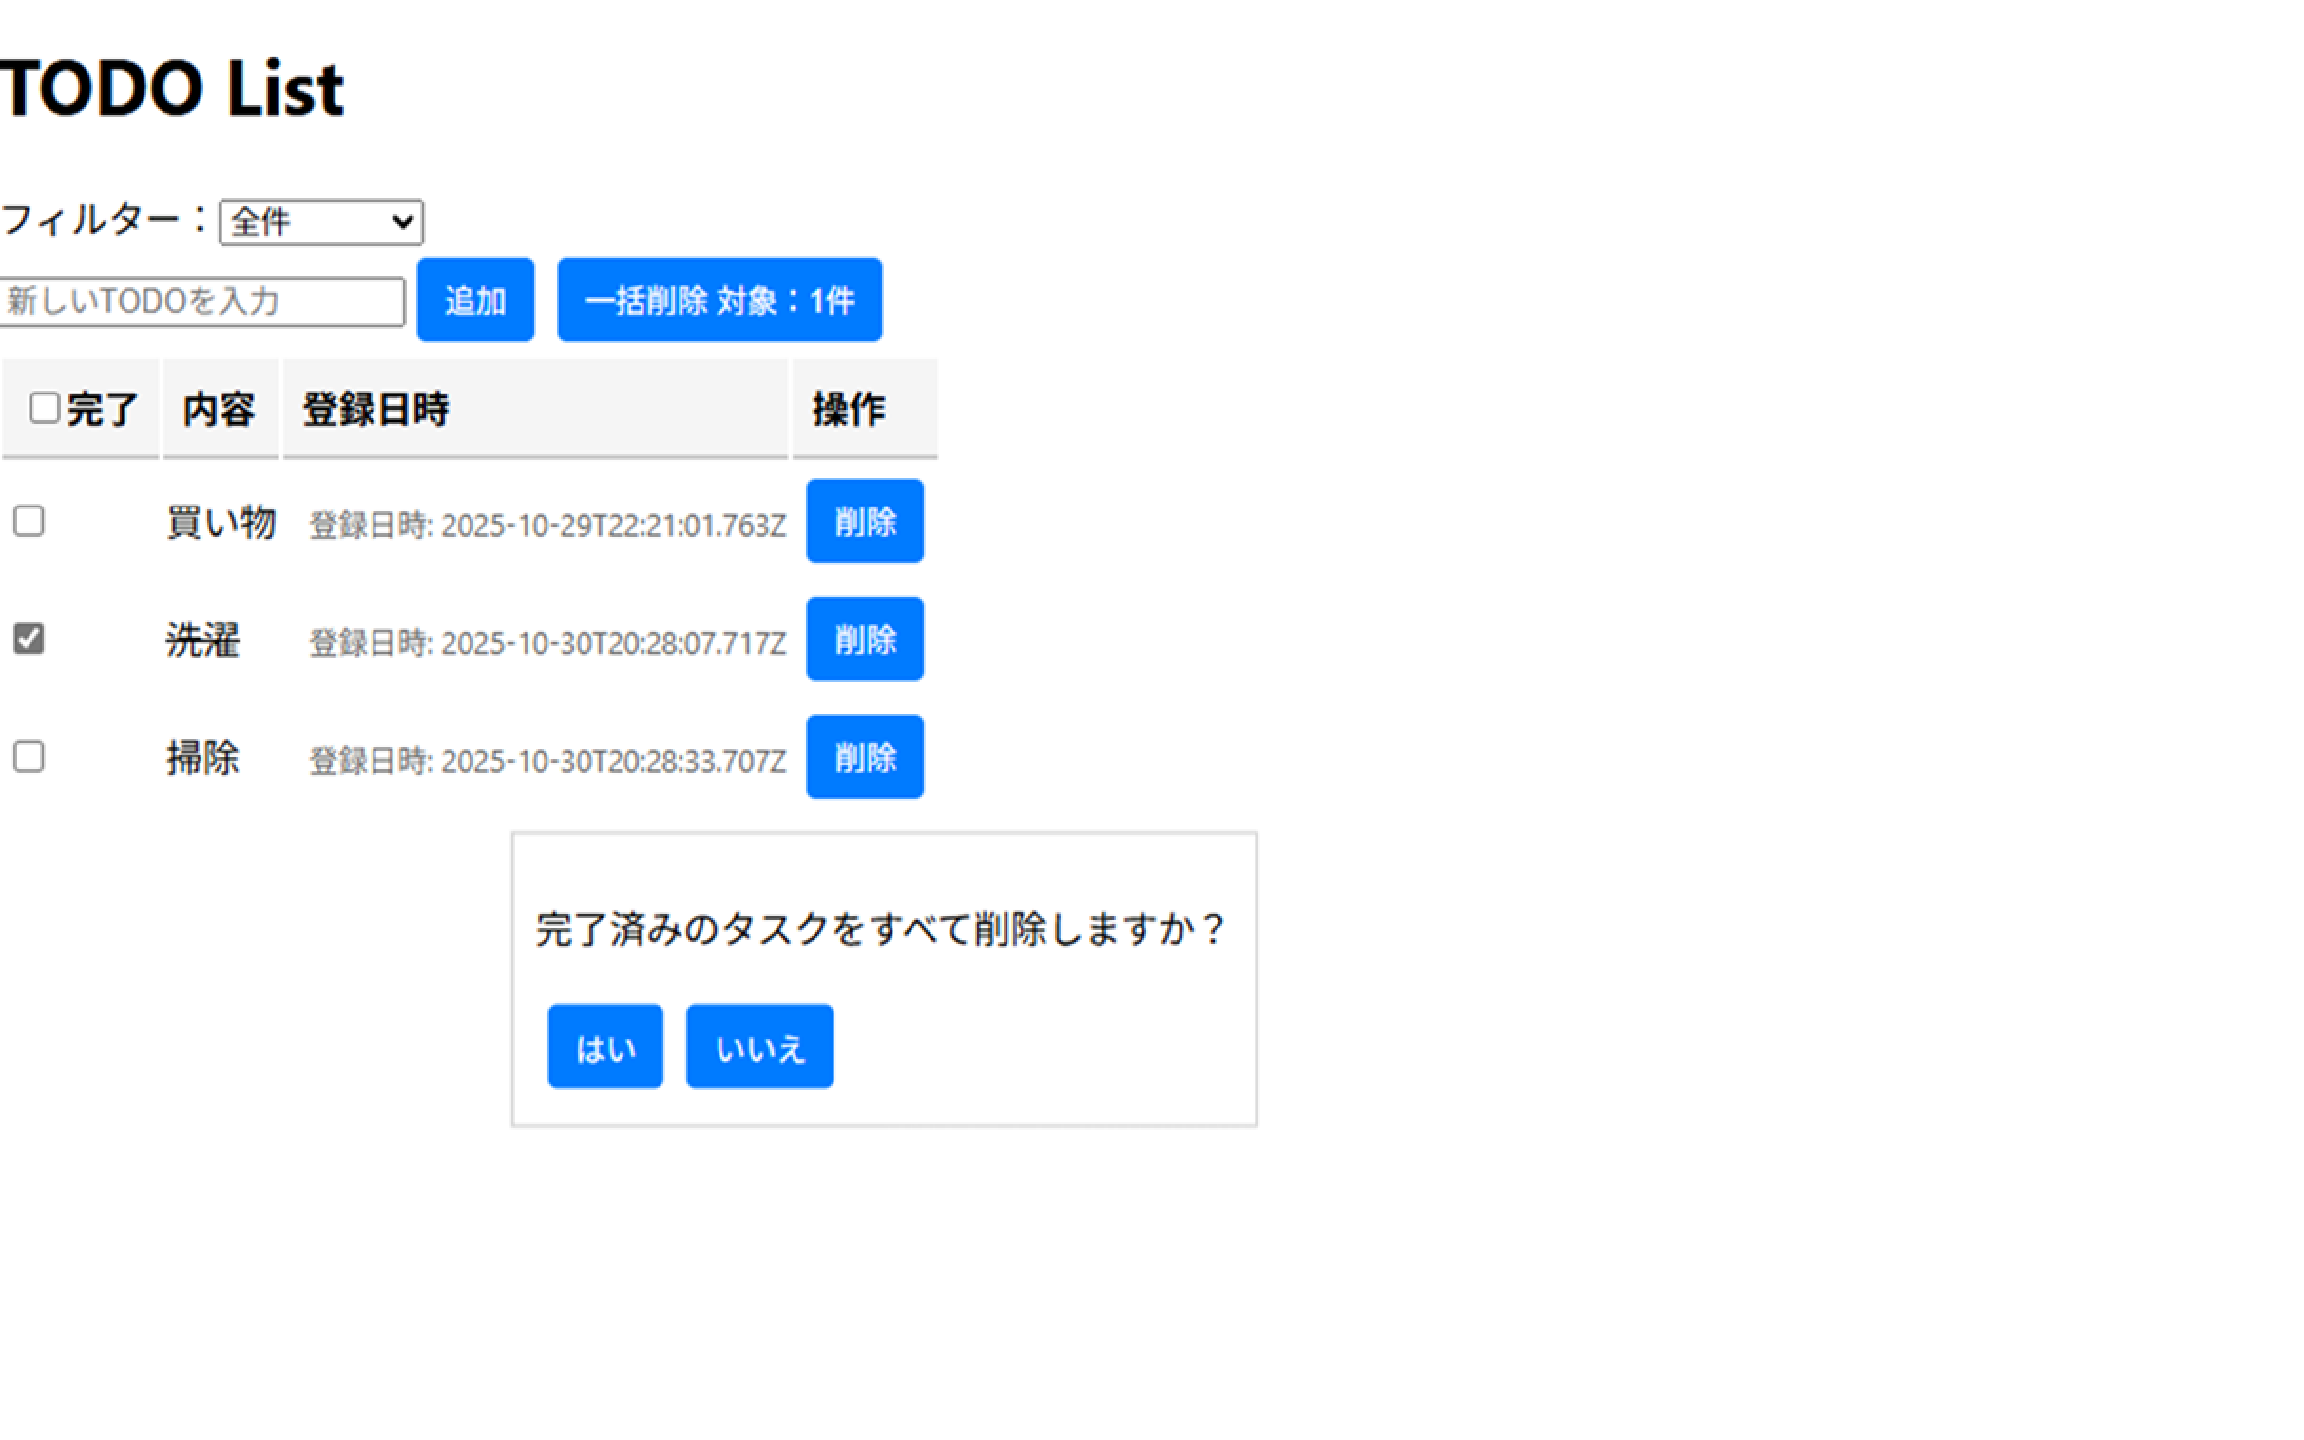 TODO List
フィルター： 全件
新しいTODOを入力 追加 一括削除 対象：1件
完了 内容 登録日時 操作
買い物 登録日時: 2025-10-29T22:21:01.763Z 削除
洗濯 登録日時: 2025-10-30T20:28:07.717Z 削除
掃除 登録日時: 2025-10-30T20:28:33.707Z 削除
完了済みのタスクをすべて削除しますか？
はい いいえ